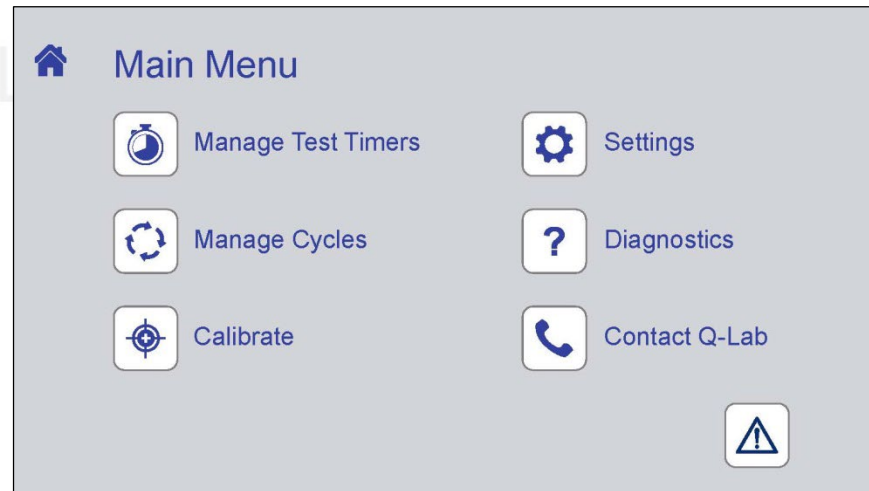 Main Menu
Manage Test Timers
Settings
Manage Cycles
?
Diagnostics
Calibrate
Contact Q-Lab
!